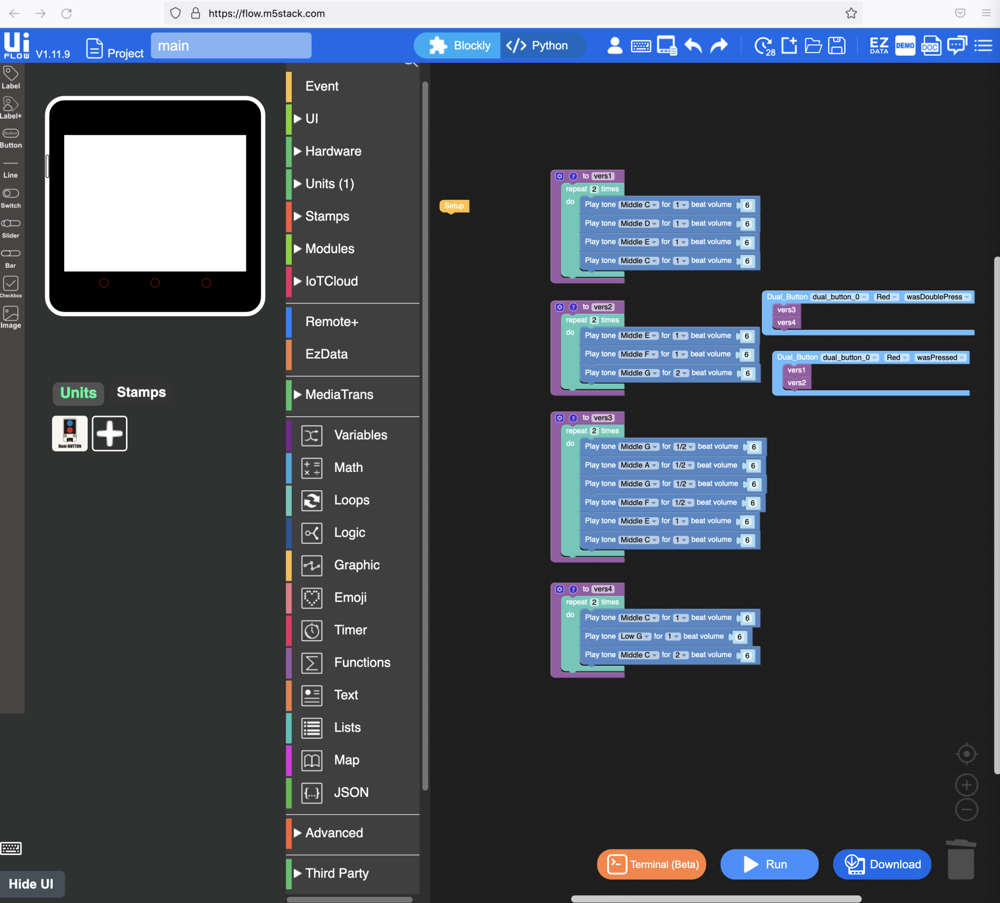 https://flow.m5stack.com
Ui
FLOW
V1.11.9
Project
main
Blockly
</> Python
28
EZ
DATA
DEMO
DOC
Label
Label+
Button
Button
Line
Switch
Slider
Bar
Checkbox
Image
Units
Stamps
Dual-BUTTON
Hide UI
Event
UI
Hardware
Units (1)
Stamps
Modules
IoTCloud
Remote+
EzData
MediaTrans
Variables
Math
Loops
Logic
Graphic
Emoji
Timer
Functions
Text
Lists
Map
JSON
Advanced
Third Party
Setup
to vers1
repeat 2 times
do
Play tone Middle C for 1 beat volume 6
Play tone Middle D for 1 beat volume 6
Play tone Middle E for 1 beat volume 6
Play tone Middle C for 1 beat volume 6
to vers2
repeat 2 times
do
Play tone Middle E for 1 beat volume 6
Play tone Middle F for 1 beat volume 6
Play tone Middle G for 2 beat volume 6
to vers3
repeat 2 times
do
Play tone Middle G for 1/2 beat volume 6
Play tone Middle A for 1/2 beat volume 6
Play tone Middle G for 1/2 beat volume 6
Play tone Middle F for 1/2 beat volume 6
Play tone Middle E for 1 beat volume 6
Play tone Middle C for 1 beat volume 6
to vers4
repeat 2 times
do
Play tone Middle C for 1 beat volume 6
Play tone Low G for 1 beat volume 6
Play tone Middle C for 2 beat volume 6
Dual_Button dual_button_0 Red wasDoublePress
vers3
vers4
Dual_Button dual_button_0 Red wasPressed
vers1
vers2
Terminal (Beta)
Run
Download